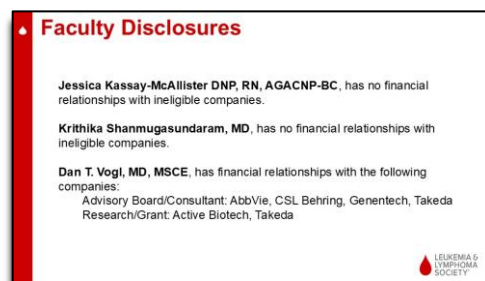 Faculty Disclosures
Jessica Kassay-McAllister DNP, RN, AGACNP-BC, has no financial
relationships with ineligible companies.
Krithika Shanmugasundaram, MD, has no financial relationships with
ineligible companies.
Dan T. Vogl, MD, MSCE, has financial relationships with the following
companies:
Advisory Board/Consultant: AbbVie, CSL Behring, Genentech, Takeda
Research/Grant: Active Biotech, Takeda
LEUKEMIA &
LYMPHOMA
SOCIETY